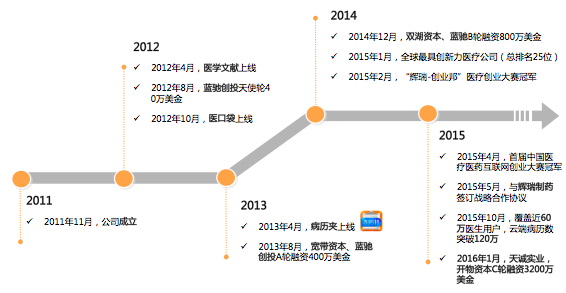 2014
2014年12月，双湖资本、蓝驰B轮融资800万美金
2015年1月，全球最具创新力医疗公司（总排名25位）
2015年2月，“辉瑞-创业邦”医疗创业大赛冠军
2012
2012年4月，医学文献上线
2012年8月，蓝驰创投天使轮4
0万美金
2012年10月，医口袋上线
2011
2011年11月，公司成立
2013
2013年4月，病历夹上线
2013年8月，宽带资本、蓝驰
创投A轮融资400万美金
2015
2015年4月，首届中国医
疗医药互联网创业大赛冠军
2015年5月，与辉瑞制药
签订战略合作协议
2015年10月，覆盖近60
万医生用户，云端病历数
突破120万
2016年1月，天诚实业，
开物资本C轮融资3200万
美金